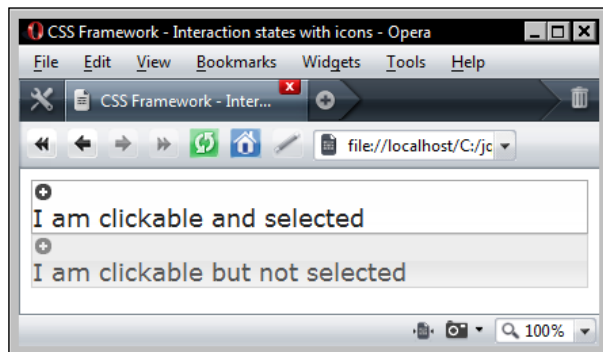 CSS Framework - Interaction states with icons - Opera
File Edit View Bookmarks Widgets Tools Help
CSS Framework - Inter...
file://localhost/C:/jc
I am clickable and selected
I am clickable but not selected
100%